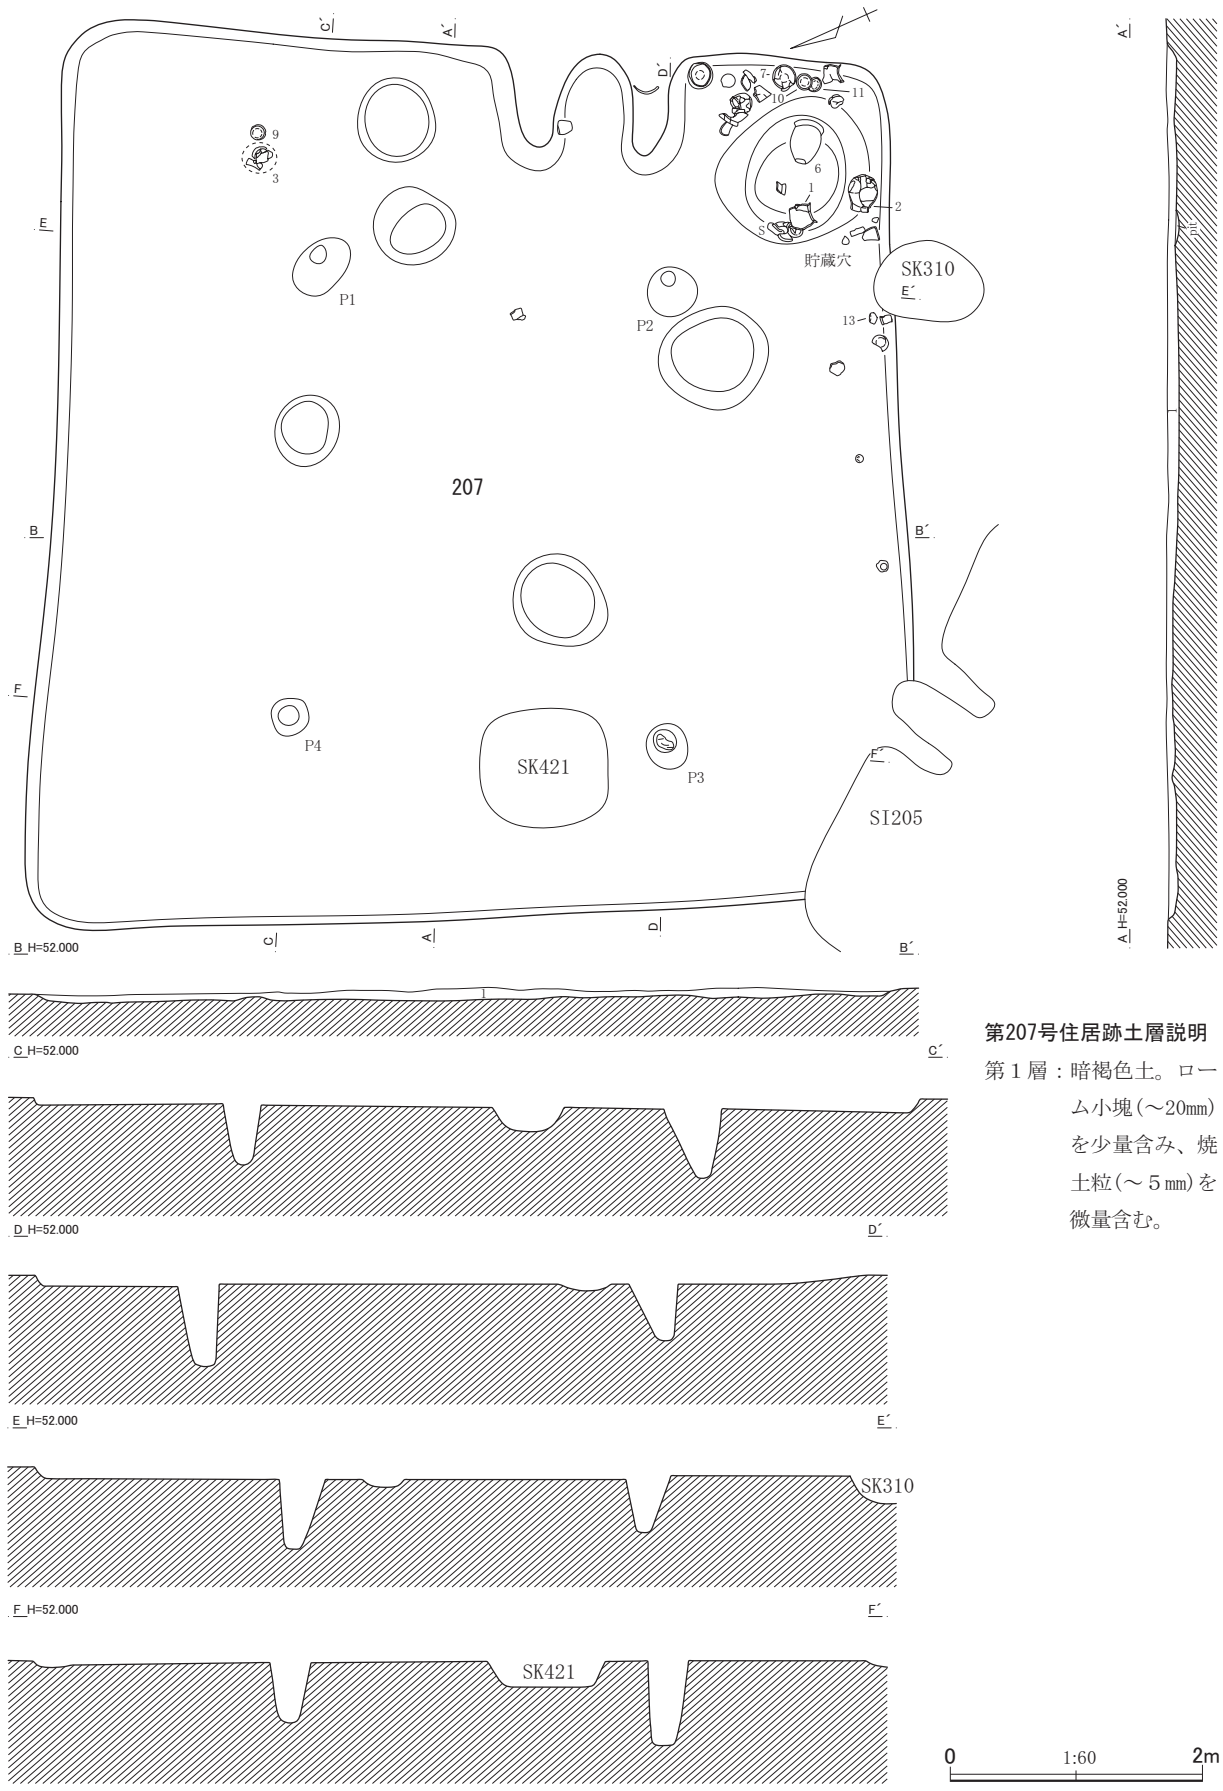 C´
A´
A´
D´
7
10
11
9
3
6
1
2
S
E
貯蔵穴
SK310
E´
pit
P1
P2
13
1
207
B
B´
F
P4
SK421
P3
F´
SI205
C
A
D
A H=52.000
B H=52.000
B´
1
C H=52.000
C´
第207号住居跡土層説明
第1層：暗褐色土。ロー
ム小塊(～20mm)
を少量含み、焼
土粒(～5mm)を
微量含む。
D H=52.000
D´
E H=52.000
E´
SK310
F H=52.000
F´
SK421
0 1:60 2m